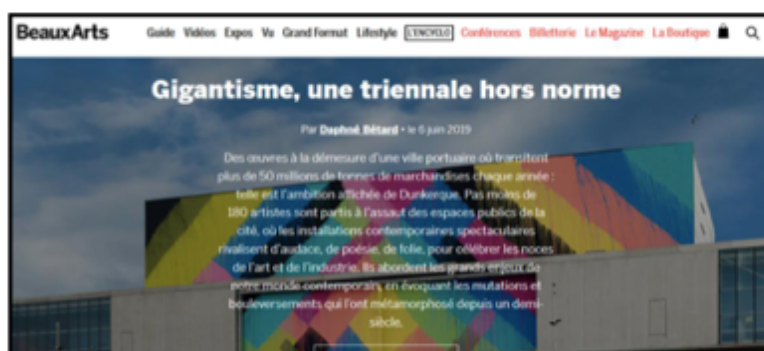 BeauxArts Guide Vidéos Expos Vu Grand Format Lifestyle L'ENCYCLO Conférences Billetterie Le Magazine La Boutique
Gigantisme, une triennale hors norme
Par Daphné Bétard • le 6 juin 2019
Des œuvres à la démesure d'une ville portuaire où transitent
plus de 50 millions de tonnes de marchandises chaque année :
telle est l'ambition affichée de Dunkerque. Pas moins de
180 artistes sont partis à l'assaut des espaces publics de la
cité, où les installations contemporaines spectaculaires
rivalisent d'audace, de poésie, de folie, pour célébrer les noces
de l'art et de l'industrie. Ils abordent les grands enjeux de
notre monde contemporain, en évoquant les mutations et
bouleversements qui l'ont métamorphosé depuis un demi-
siècle.